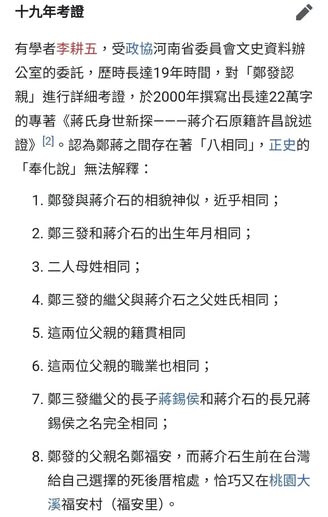 十九年考證
有學者李耕五，受政協河南省委員會文史資料辦
公室的委託，歷時長達19年時間，對「鄭發認
親」進行詳細考證，於2000年撰寫出長達22萬字
的專著《蔣氏身世新探———蔣介石原籍許昌說述
證》[2]。認為鄭蔣之間存在著「八相同」，正史的
「奉化說」無法解釋：
1. 鄭發與蔣介石的相貌神似，近乎相同；
2. 鄭三發和蔣介石的出生年月相同；
3. 二人母姓相同；
4. 鄭三發的繼父與蔣介石之父姓氏相同；
5. 這兩位父親的籍貫相同
6. 這兩位父親的職業也相同；
7. 鄭三發繼父的長子蔣錫侯和蔣介石的長兄蔣
錫侯之名完全相同；
8. 鄭發的父親名鄭福安，而蔣介石生前在台灣
給自己選擇的死後厝棺處，恰巧又在桃園大
溪福安村（福安里）。